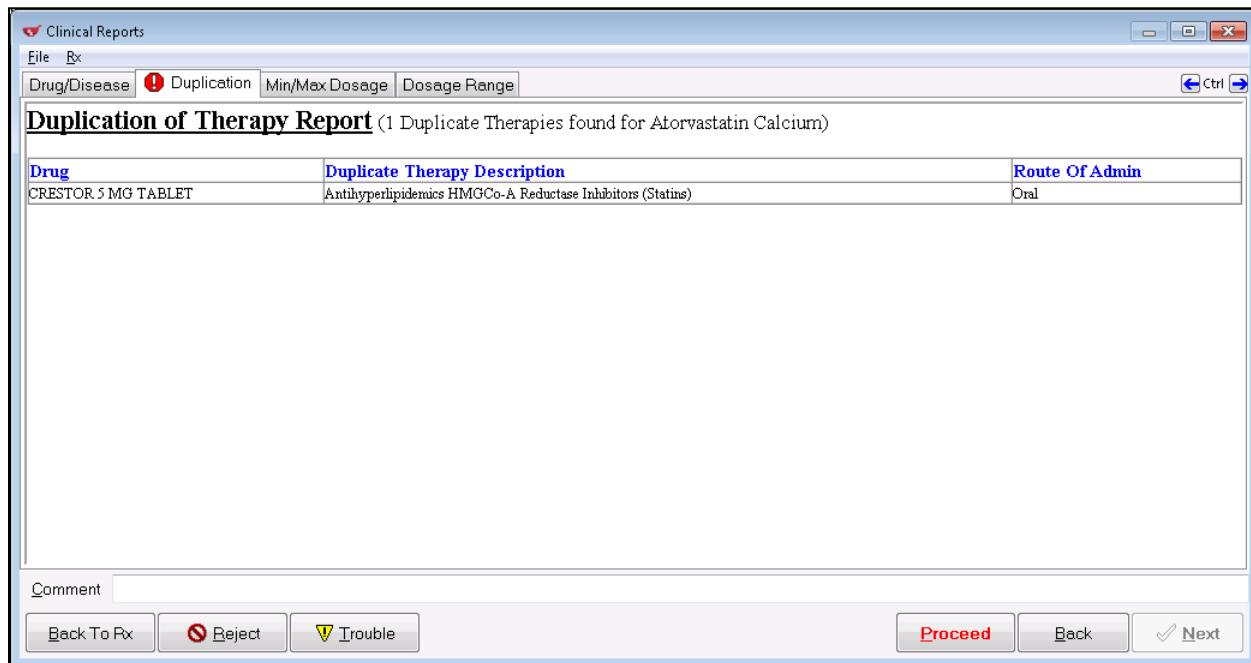 Clinical Reports
File Rx
Drug/Disease Duplication Min/Max Dosage Dosage Range Ctrl
Duplication of Therapy Report (1 Duplicate Therapies found for Atorvastatin Calcium)
Drug Duplicate Therapy Description Route Of Admin
CRESTOR 5 MG TABLET Antihyperlipidemics HMGCo-A Reductase Inhibitors (Statins) Oral
Comment
Back To Rx Reject Trouble Proceed Back Next